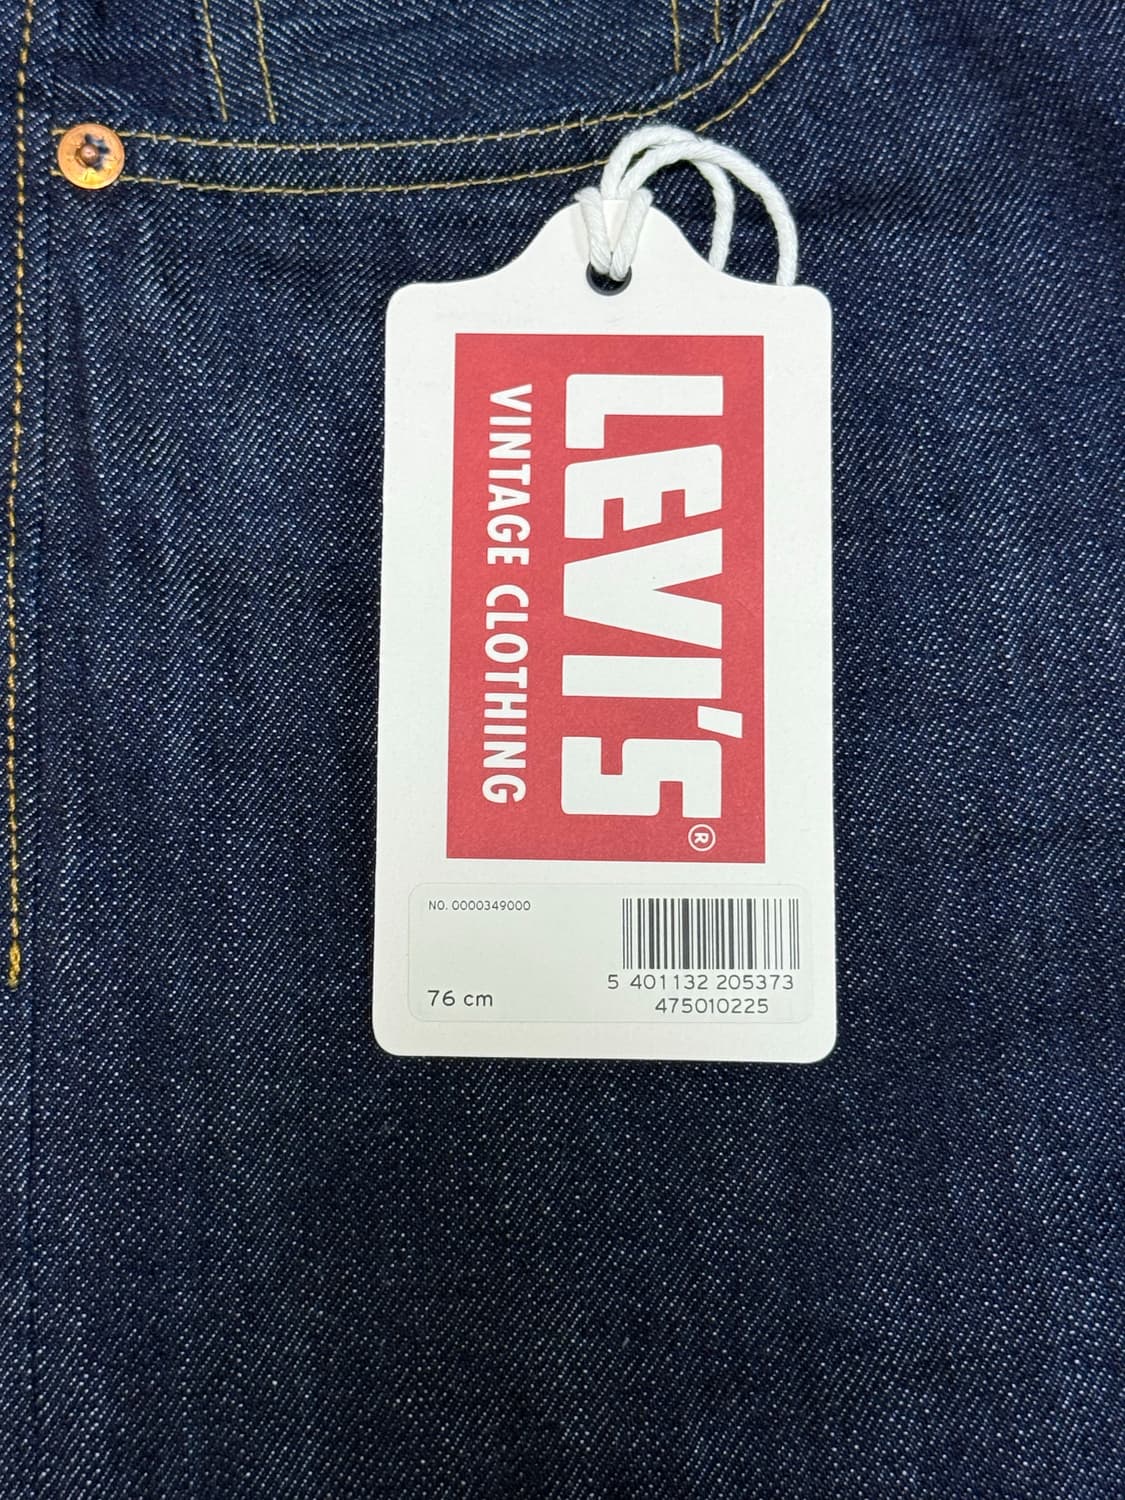 LEVI'S®
VINTAGE CLOTHING
NO. 0000349000
76 cm
5 401132 205373
475010225